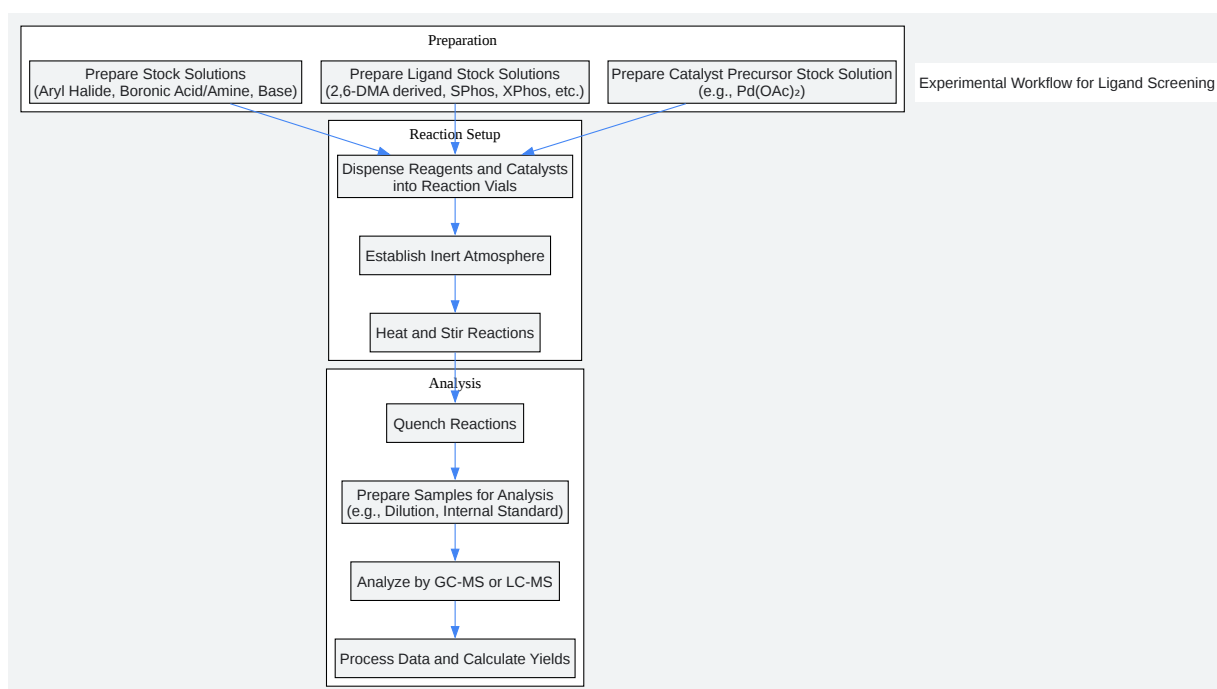 Preparation
Prepare Stock Solutions
(Aryl Halide, Boronic Acid/Amine, Base)
Prepare Ligand Stock Solutions
(2,6-DMA derived, SPhos, XPhos, etc.)
Prepare Catalyst Precursor Stock Solution
(e.g., Pd(OAc)₂)
Experimental Workflow for Ligand Screening
Reaction Setup
Dispense Reagents and Catalysts
into Reaction Vials
Establish Inert Atmosphere
Heat and Stir Reactions
Analysis
Quench Reactions
Prepare Samples for Analysis
(e.g., Dilution, Internal Standard)
Analyze by GC-MS or LC-MS
Process Data and Calculate Yields